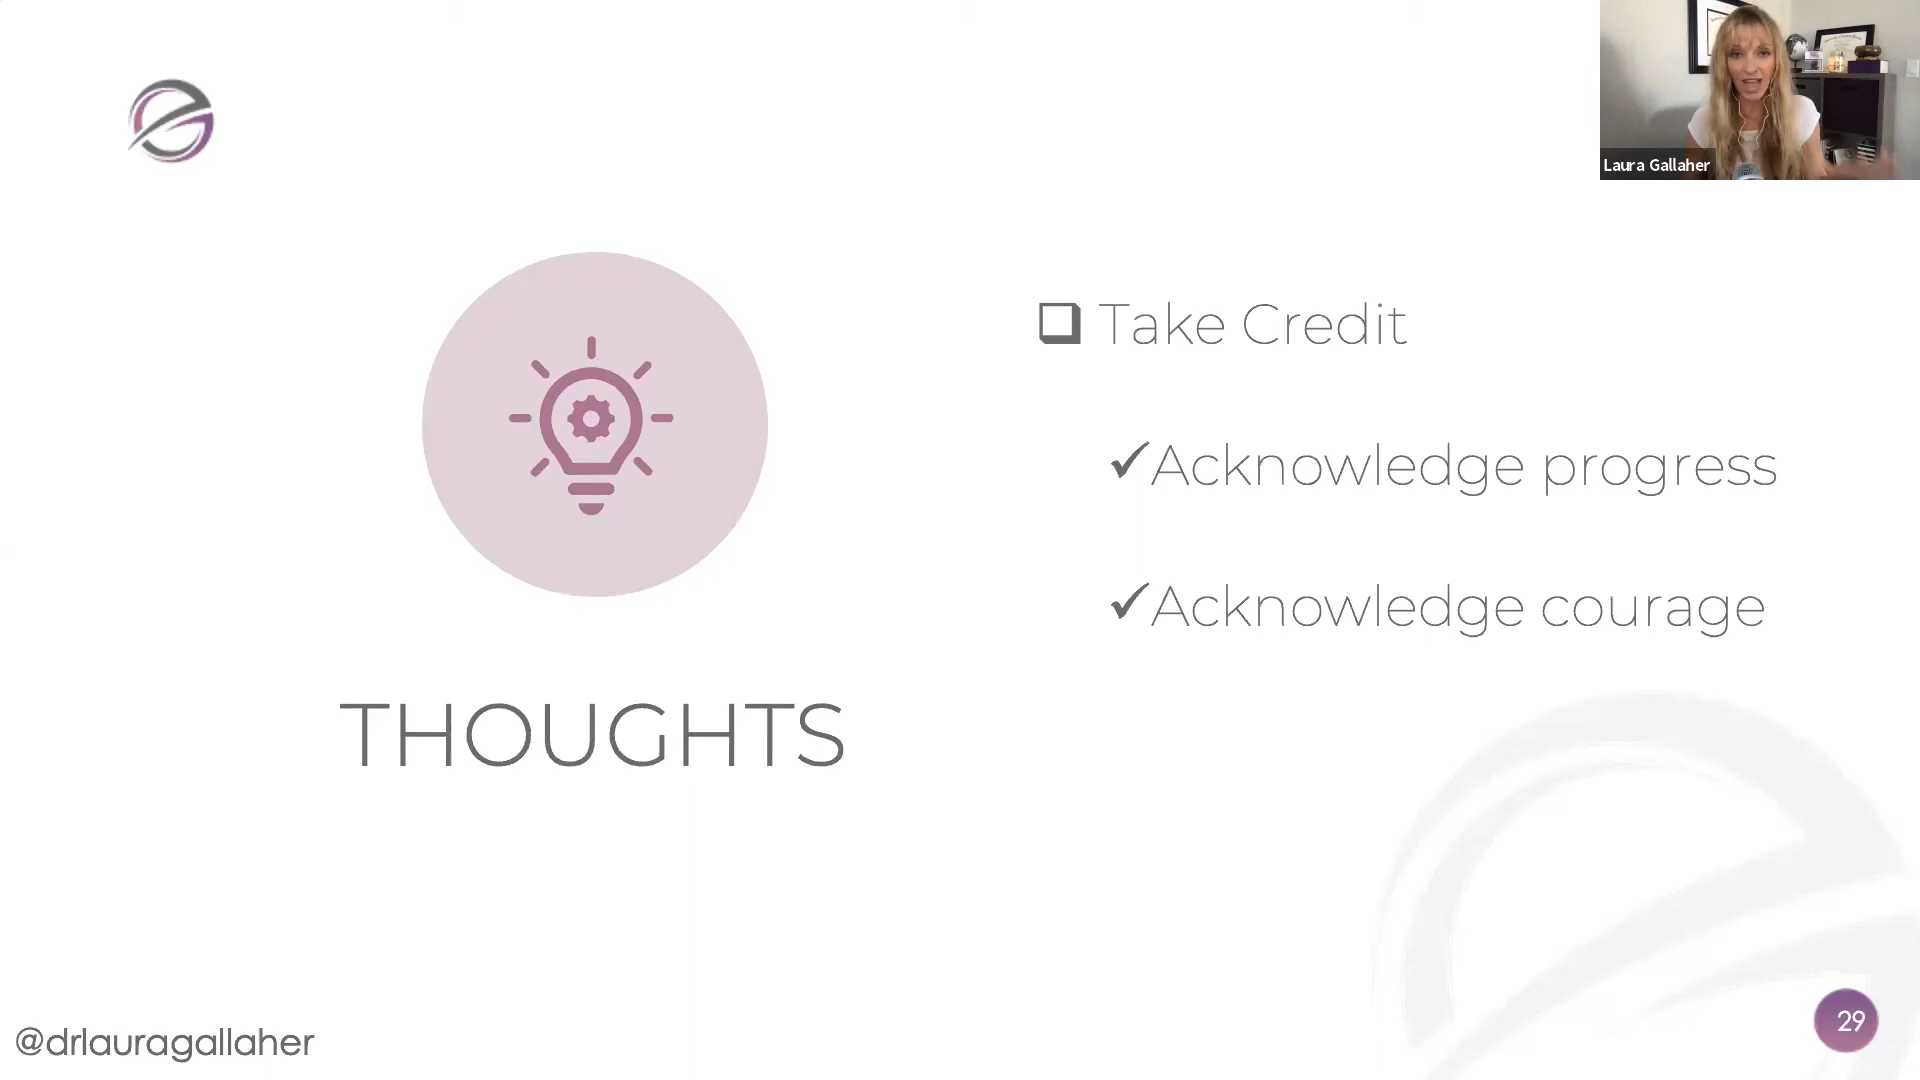 Laura Gallaher
Take Credit
✓Acknowledge progress
✓Acknowledge courage
THOUGHTS
@drlauragallaher
29